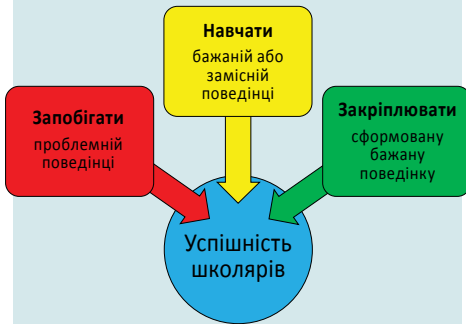 Запобігати
проблемній
поведінці
Навчати
бажаній або
замісній
поведінці
Закріплювати
сформовану
бажану
поведінку
Успішність
школярів